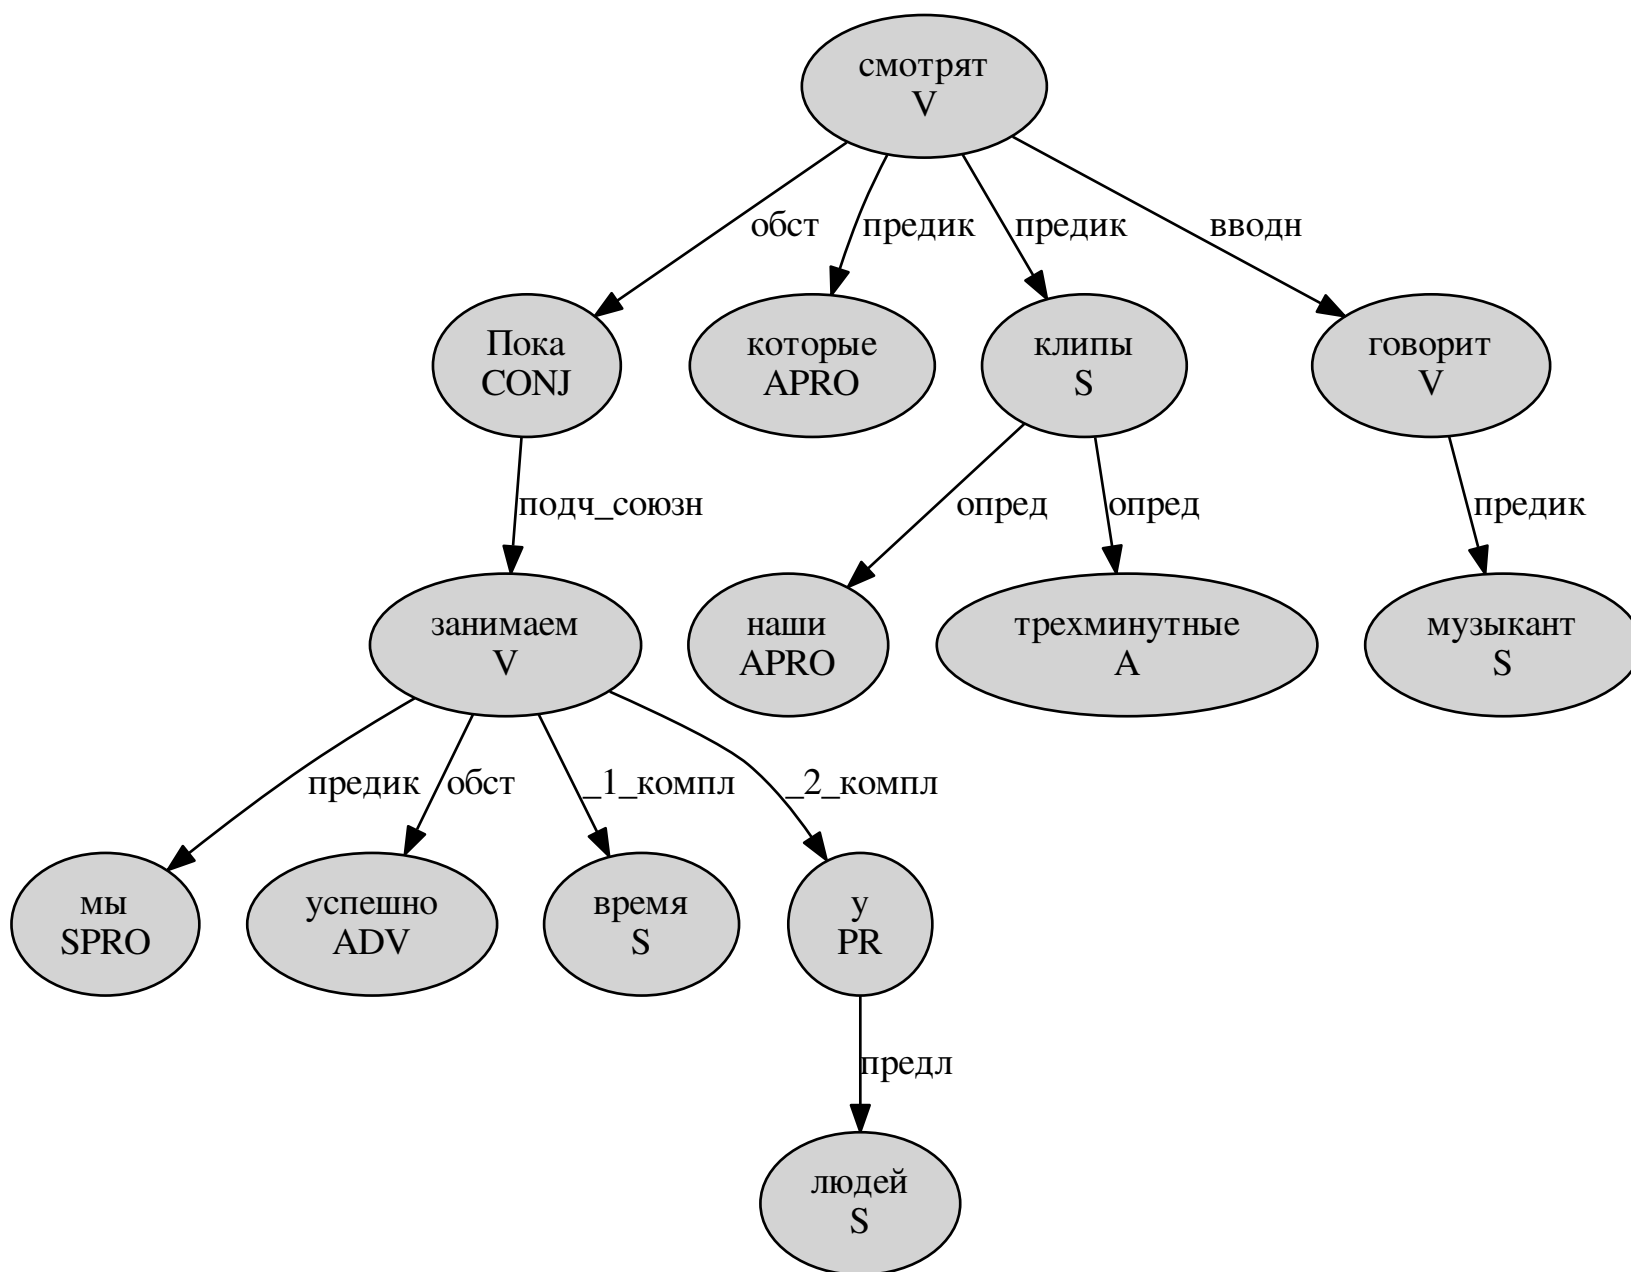 смотрят
V
обст
предик
предик
вводн
Пока
CONJ
которые
APRO
клипы
S
говорит
V
подч_союзн
опред
опред
предик
занимаем
V
наши
APRO
трехминутные
A
музыкант
S
предик
обст
_1_компл
_2_компл
мы
SPRO
успешно
ADV
время
S
у
PR
предл
людей
S